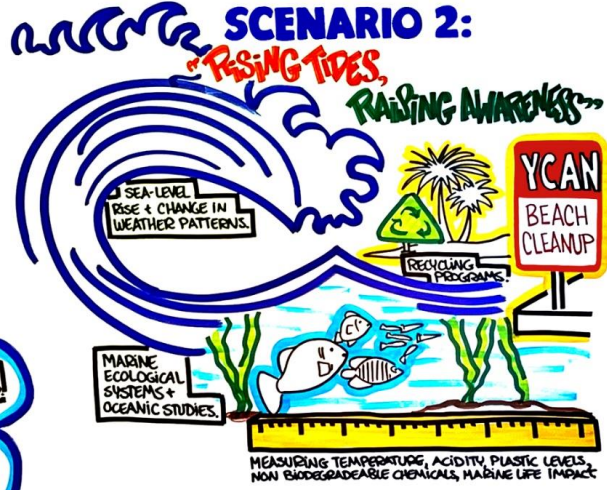 SCENARIO 2:
"RISING TIDES,
RAISING AWARENESS"
SEA-LEVEL
RISE + CHANGE IN
WEATHER PATTERNS.
YCAN
BEACH
CLEANUP
RECYCLING
PROGRAMS.
MARINE
ECOLOGICAL
SYSTEMS +
OCEANIC STUDIES.
MEASURING TEMPERATURE, ACIDITY, PLASTIC LEVELS,
NON BIODEGRADEABLE CHEMICALS, MARINE LIFE IMPACT